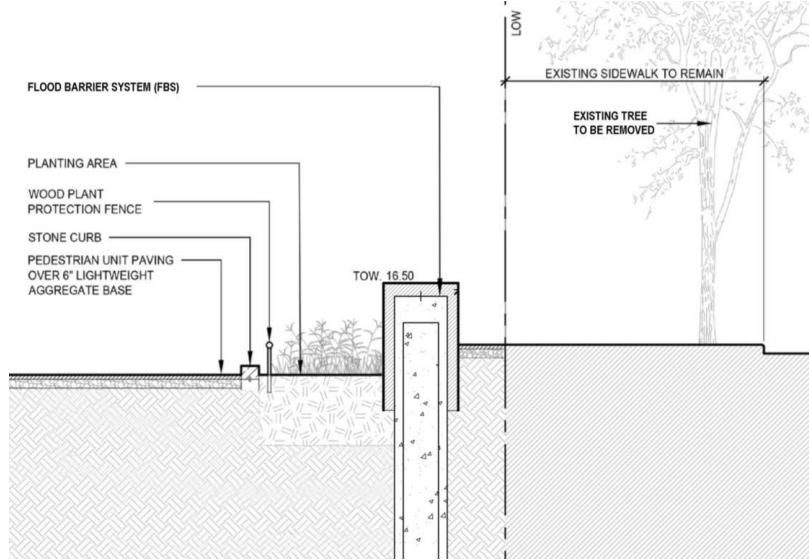 LOW
EXISTING SIDEWALK TO REMAIN
FLOOD BARRIER SYSTEM (FBS)
EXISTING TREE
TO BE REMOVED
PLANTING AREA
WOOD PLANT
PROTECTION FENCE
STONE CURB
PEDESTRIAN UNIT PAVING
OVER 6" LIGHTWEIGHT
AGGREGATE BASE
TOW. 16.50